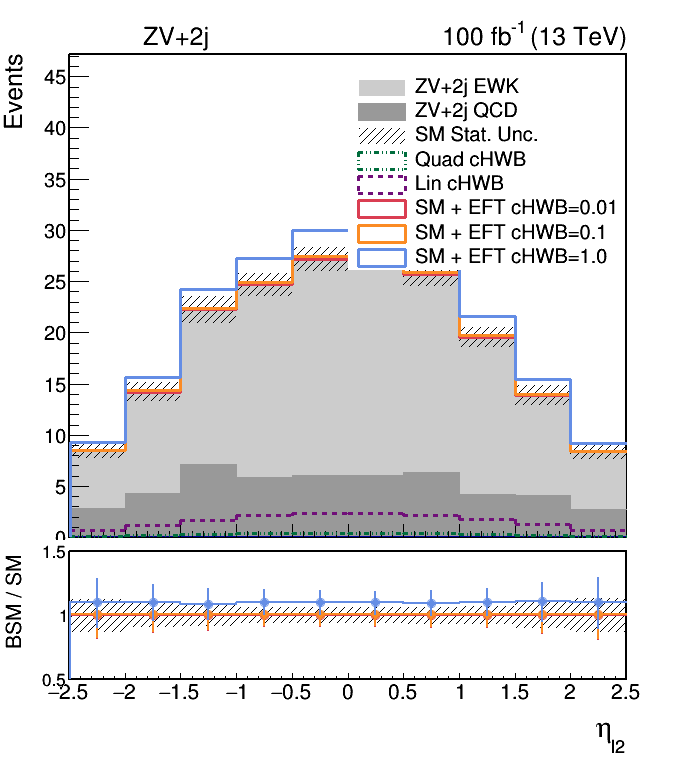 ZV+2j 100 fb-1 (13 TeV)
Events
45
40
35
30
25
20
15
10
5
0
ZV+2j EWK
ZV+2j QCD
SM Stat. Unc.
Quad cHWB
Lin cHWB
SM + EFT cHWB=0.01
SM + EFT cHWB=0.1
SM + EFT cHWB=1.0
BSM / SM
1.5
1
0.5
−2.5 −2 −1.5 −1 −0.5 0 0.5 1 1.5 2 2.5
ηl2